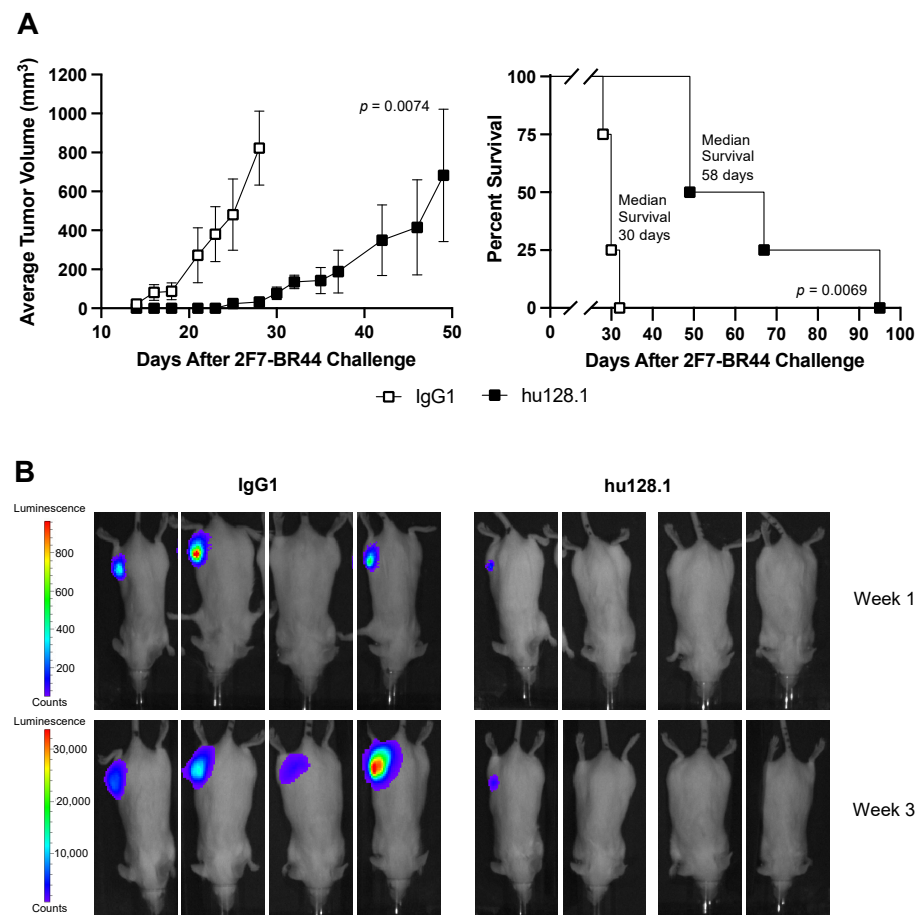 A
Average Tumor Volume (mm³)
1200
1000
800
600
400
200
0
10
20
30
40
50
p = 0.0074
Days After 2F7-BR44 Challenge
Percent Survival
100
75
50
25
0
0
30
40
50
60
70
80
90
100
Median
Survival
58 days
Median
Survival
30 days
p = 0.0069
Days After 2F7-BR44 Challenge
IgG1
hu128.1
B
IgG1
hu128.1
Luminescence
800
600
400
200
Counts
Week 1
Luminescence
30,000
20,000
10,000
Counts
Week 3